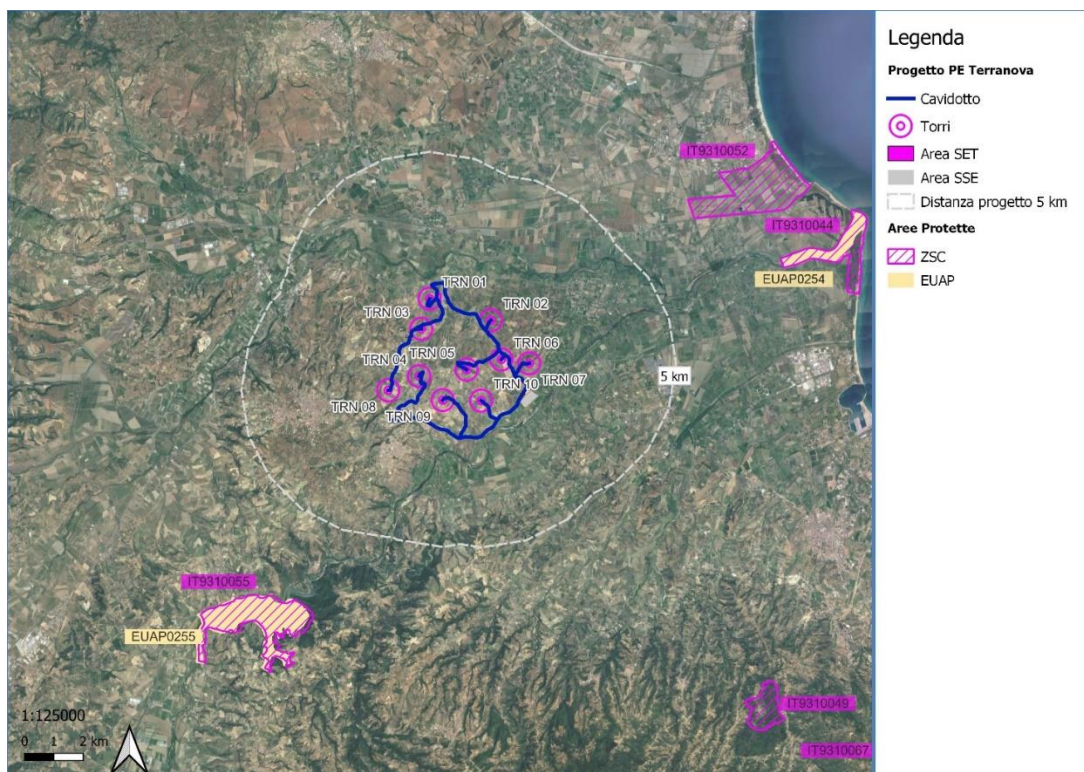 IT9310052
IT9310044
EUAP0254
TRN 01
TRN 02
TRN 03
TRN 06
TRN 04
TRN 05
TRN 10
TRN 07
TRN 08
TRN 09
5 km
IT9310055
EUAP0255
IT9310049
IT9310067
1:125000
0 1 2 km
Legenda
Progetto PE Terranova
Cavidotto
Torri
Area SET
Area SSE
Distanza progetto 5 km
Aree Protette
ZSC
EUAP